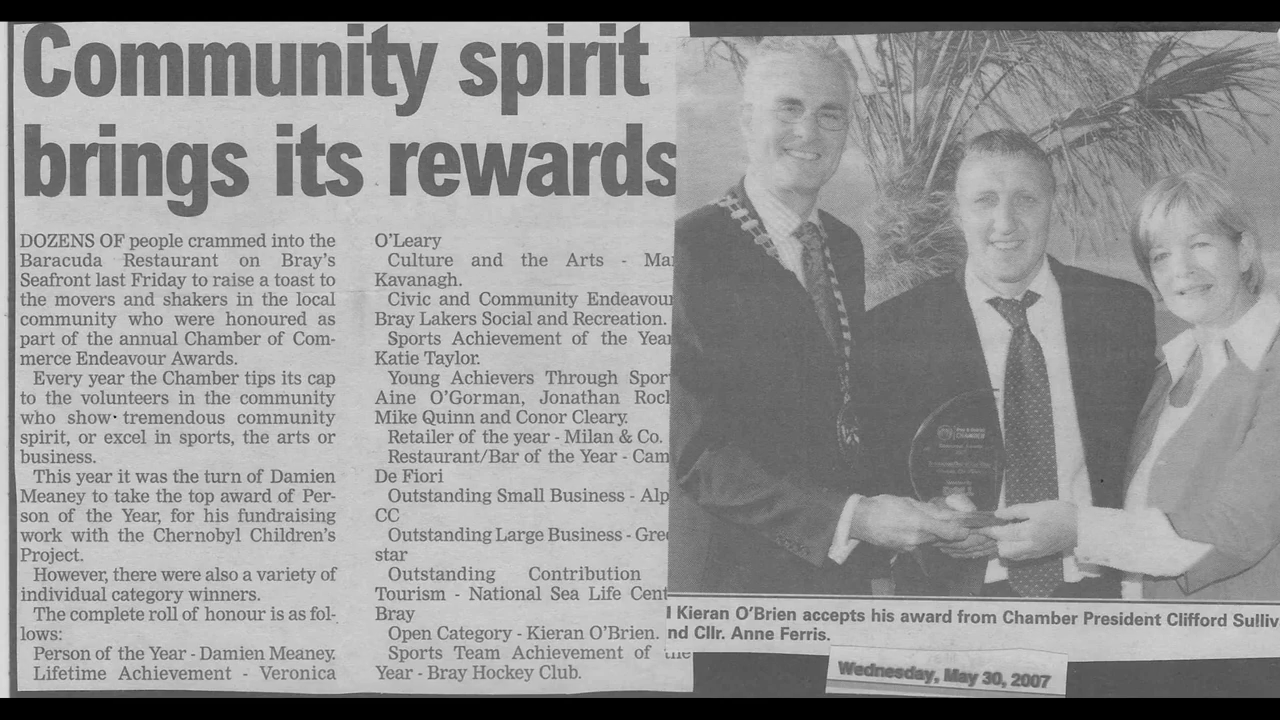 Community spirit
brings its rewards
DOZENS OF people crammed into the
Baracuda Restaurant on Bray's
Seafront last Friday to raise a toast to
the movers and shakers in the local
community who were honoured as
part of the annual Chamber of Com-
merce Endeavour Awards.
Every year the Chamber tips its cap
to the volunteers in the community
who show tremendous community
spirit, or excel in sports, the arts or
business.
This year it was the turn of Damien
Meaney to take the top award of Per-
son of the Year, for his fundraising
work with the Chernobyl Children's
Project.
However, there were also a variety of
individual category winners.
The complete roll of honour is as fol-
lows:
Person of the Year - Damien Meaney.
Lifetime Achievement - Veronica
O'Leary
Culture and the Arts - Mar
Kavanagh.
Civic and Community Endeavour
Bray Lakers Social and Recreation.
Sports Achievement of the Year
Katie Taylor.
Young Achievers Through Sport
Aine O'Gorman, Jonathan Roch
Mike Quinn and Conor Cleary.
Retailer of the year - Milan & Co.
Restaurant/Bar of the Year - Cam
De Fiori
Outstanding Small Business - Alp
CC
Outstanding Large Business - Gree
star
Outstanding Contribution
Tourism - National Sea Life Cent
Bray
Open Category - Kieran O'Brien.
Sports Team Achievement of the
Year - Bray Hockey Club.
CHAMBER
Kieran O'Brien accepts his award from Chamber President Clifford Sulliv
nd Cllr. Anne Ferris.
Wednesday, May 30, 2007